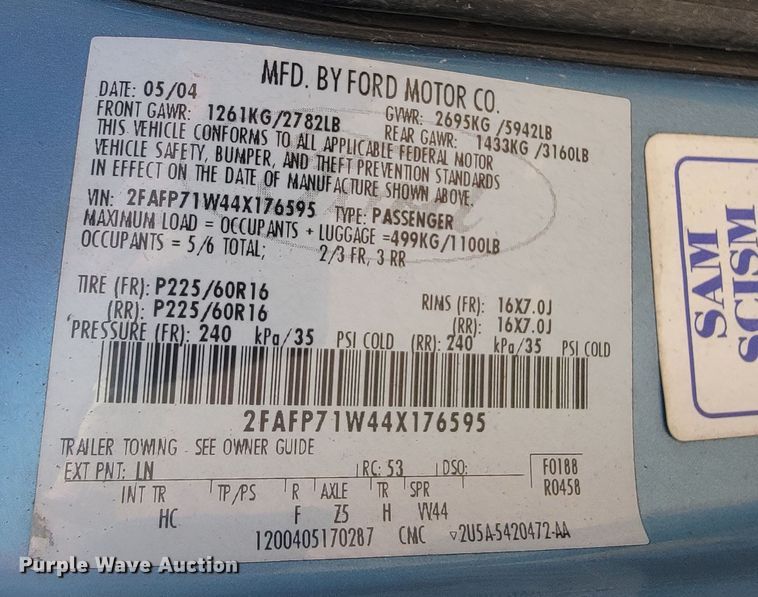 MFD. BY FORD MOTOR CO.
DATE: 05/04 GVWR: 2695KG/5942LB
FRONT GAWR: 1261KG/2782LB REAR GAWR: 1433KG/3160LB
THIS VEHICLE CONFORMS TO ALL APPLICABLE FEDERAL MOTOR
VEHICLE SAFETY, BUMPER, AND THEFT PREVENTION STANDARDS
IN EFFECT ON THE DATE OF MANUFACTURE SHOWN ABOVE.
VIN: 2FAFP71W44X176595 TYPE: PASSENGER
MAXIMUM LOAD = OCCUPANTS + LUGGAGE =499KG/1100LB
OCCUPANTS = 5/6 TOTAL; 2/3 FR, 3 RR
TIRE (FR): P225/60R16 RIMS (FR): 16X7.0J
(RR): P225/60R16 (RR): 16X7.0J
PRESSURE (FR): 240 kPa/35 PSI COLD (RR): 240 kPa/35 PSI COLD
2FAFP71W44X176595
TRAILER TOWING - SEE OWNER GUIDE
EXT PNT: LN RC: 53 DSO: F0188
R0458
INT TR TP/PS R AXLE TR SPR
HC F Z5 H VV44
1200405170287 CMC ▽2U5A-5420472-AA
SAM
SCISM
Purple Wave Auction